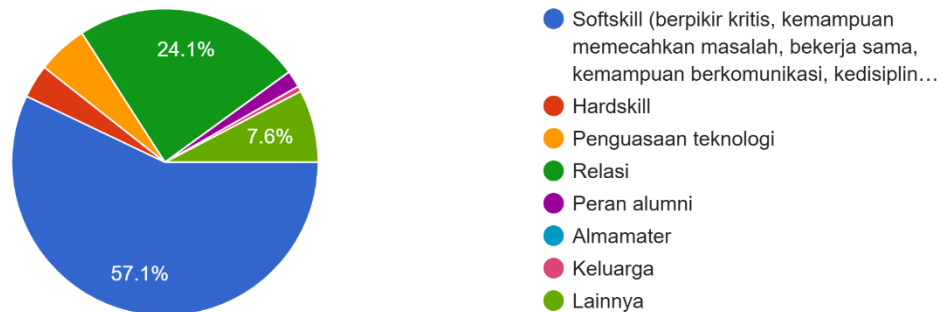 24.1%
7.6%
57.1%
Softskill (berpikir kritis, kemampuan
memecahkan masalah, bekerja sama,
kemampuan berkomunikasi, kedisiplin…
Hardskill
Penguasaan teknologi
Relasi
Peran alumni
Almamater
Keluarga
Lainnya